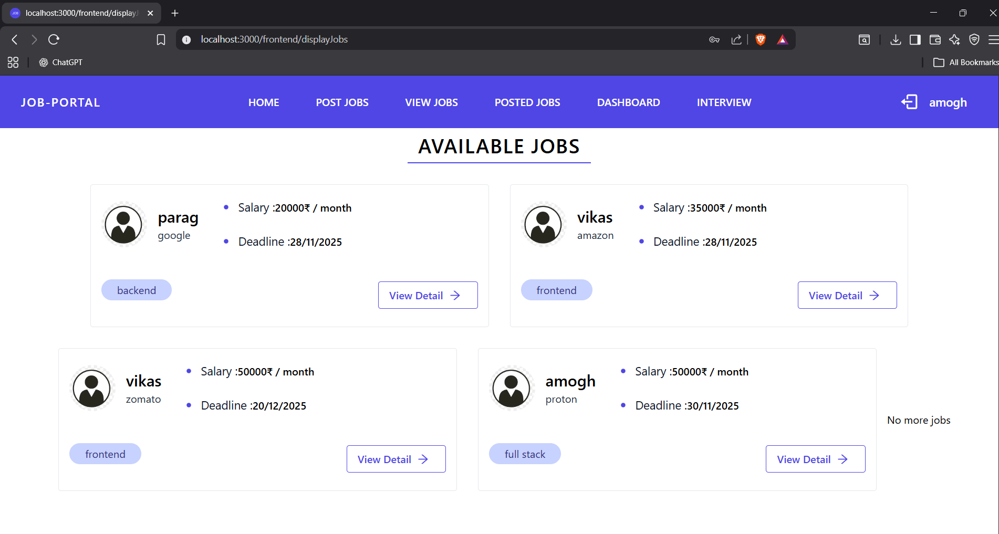 JOB
localhost:3000/frontend/display
localhost:3000/frontend/displayJobs
ChatGPT
All Bookmarks
JOB-PORTAL
HOME
POST JOBS
VIEW JOBS
POSTED JOBS
DASHBOARD
INTERVIEW
amogh
AVAILABLE JOBS
parag
google
Salary :20000₹ / month
Deadline :28/11/2025
backend
View Detail
vikas
amazon
Salary :35000₹ / month
Deadline :28/11/2025
frontend
View Detail
vikas
zomato
Salary :50000₹ / month
Deadline :20/12/2025
frontend
View Detail
amogh
proton
Salary :50000₹ / month
Deadline :30/11/2025
full stack
View Detail
No more jobs